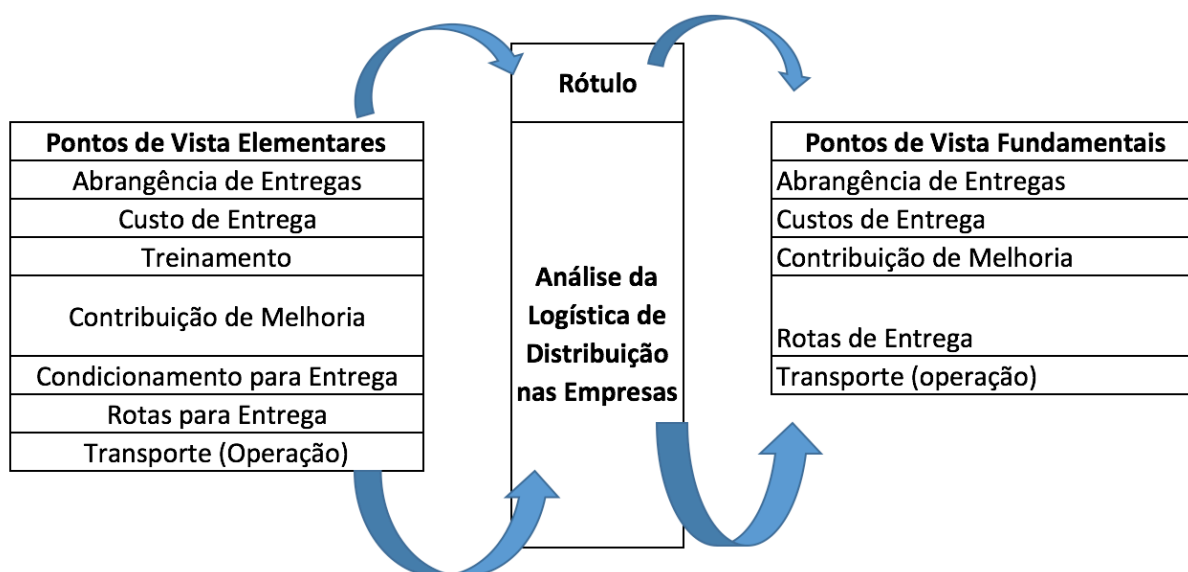 Pontos de Vista Elementares
Abrangência de Entregas
Custo de Entrega
Treinamento
Contribuição de Melhoria
Condicionamento para Entrega
Rotas para Entrega
Transporte (Operação)
Rótulo
Análise da
Logística de
Distribuição
nas Empresas
Pontos de Vista Fundamentais
Abrangência de Entregas
Custos de Entrega
Contribuição de Melhoria
Rotas de Entrega
Transporte (operação)